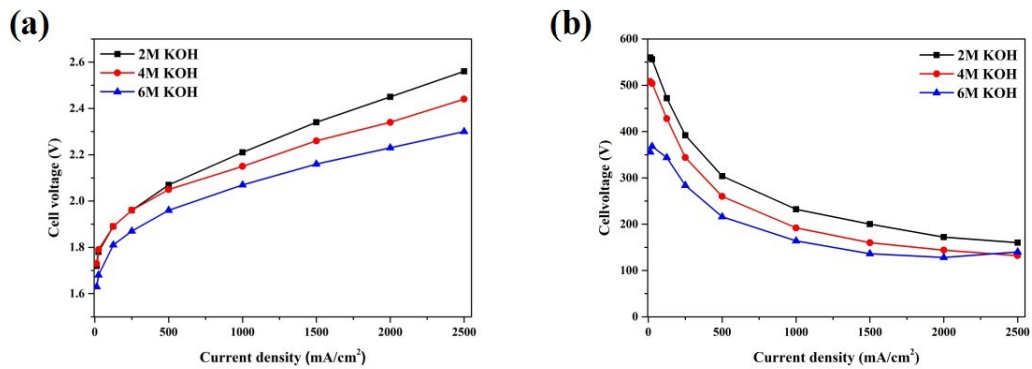 (a)
2M KOH
4M KOH
6M KOH
Cell voltage (V)
2.6
2.4
2.2
2.0
1.8
1.6
0
500
1000
1500
2000
2500
Current density (mA/cm²)
(b)
2M KOH
4M KOH
6M KOH
Cellvoltage (V)
600
500
400
300
200
100
0
0
500
1000
1500
2000
2500
Current density (mA/cm²)